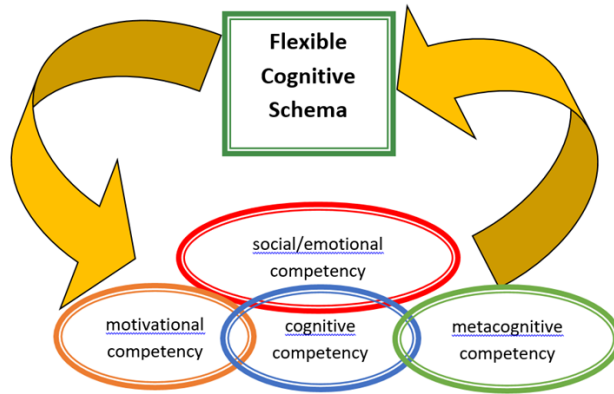 Flexible
Cognitive
Schema
social/emotional
competency
motivational
competency
cognitive
competency
metacognitive
competency